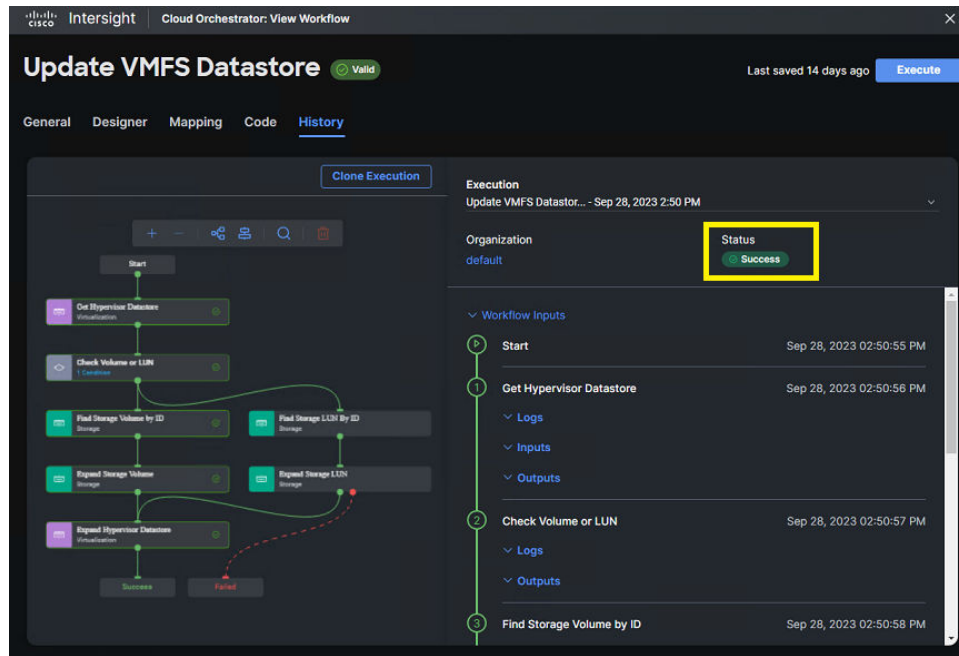 cisco Intersight Cloud Orchestrator: View Workflow
Update VMFS Datastore Valid
Last saved 14 days ago Execute
General Designer Mapping Code History
Clone Execution
Start
Get Hypervisor Datastore
Virtualization
Check Volume or LUN
1 Condition
Find Storage Volume by ID
Storage
Find Storage LUN By ID
Storage
Expand Storage Volume
Storage
Expand Storage LUN
Storage
Expand Hypervisor Datastore
Virtualization
Success Failed
Execution
Update VMFS Datastor... - Sep 28, 2023 2:50 PM
Organization Status
default Success
Workflow Inputs
Start Sep 28, 2023 02:50:55 PM
1 Get Hypervisor Datastore Sep 28, 2023 02:50:56 PM
Logs
Inputs
Outputs
2 Check Volume or LUN Sep 28, 2023 02:50:57 PM
Logs
Outputs
3 Find Storage Volume by ID Sep 28, 2023 02:50:58 PM